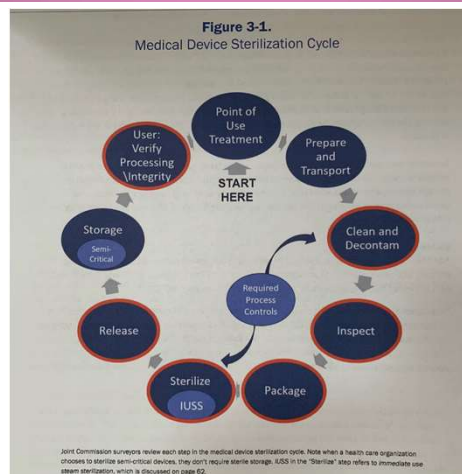 Figure 3-1.
Medical Device Sterilization Cycle
Point of
Use
Treatment
START
HERE
Prepare
and
Transport
Clean and
Decontam
Inspect
Package
Sterilize
IUSS
Release
Storage
Semi-
Critical
User:
Verify
Processing
\Integrity
Required
Process
Controls
Joint Commission surveyors review each step in the medical device sterilization cycle. Note when a health care organization
chooses to sterilize semi-critical devices, they don't require sterile storage. IUSS in the "Sterilize" step refers to immediate use
steam sterilization, which is discussed on page 62.